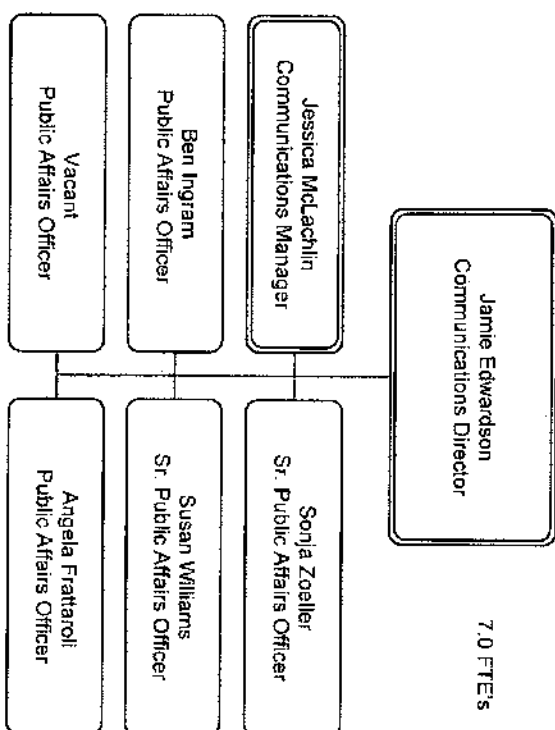 7.0 FTE's
Jamie Edwardson
Communications Director
Jessica McLachlin
Communications Manager
Sonja Zoeller
Sr. Public Affairs Officer
Ben Ingram
Public Affairs Officer
Susan Williams
Sr. Public Affairs Officer
Vacant
Public Affairs Officer
Angela Frattaroli
Public Affairs Officer